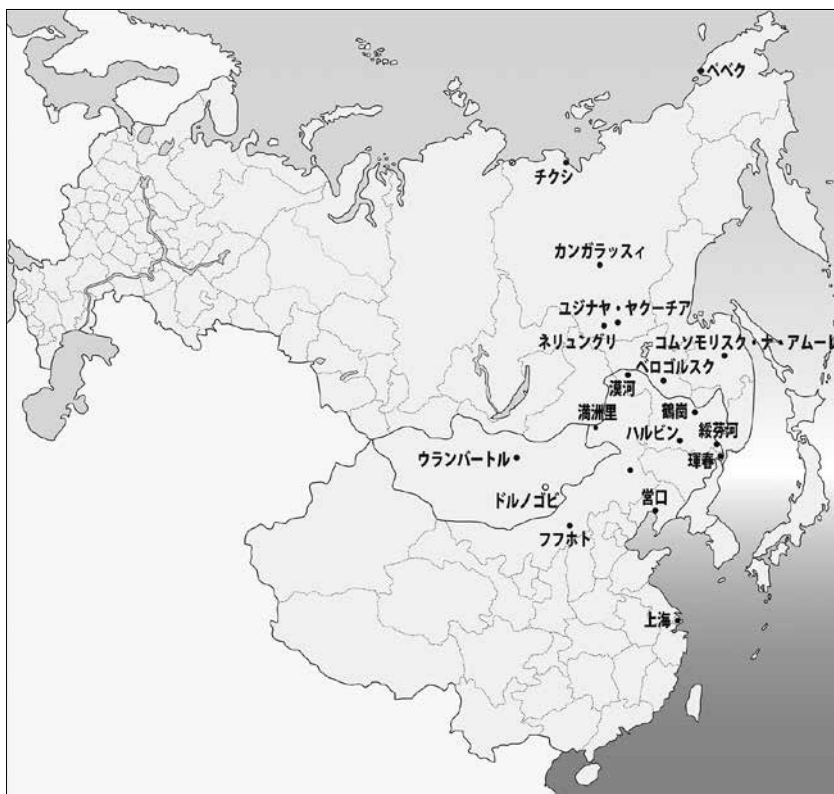 ペベク
チクシ
カンガラッスィ
ユジナヤ・ヤクーチア
ネリュングリ
コムソモリスク・ナ・アムーレ
ベロゴルスク
漠河
鶴崗
満洲里
ハルビン
綏芬河
琿春
ウランバートル
ドルノゴビ
営口
フフホト
上海